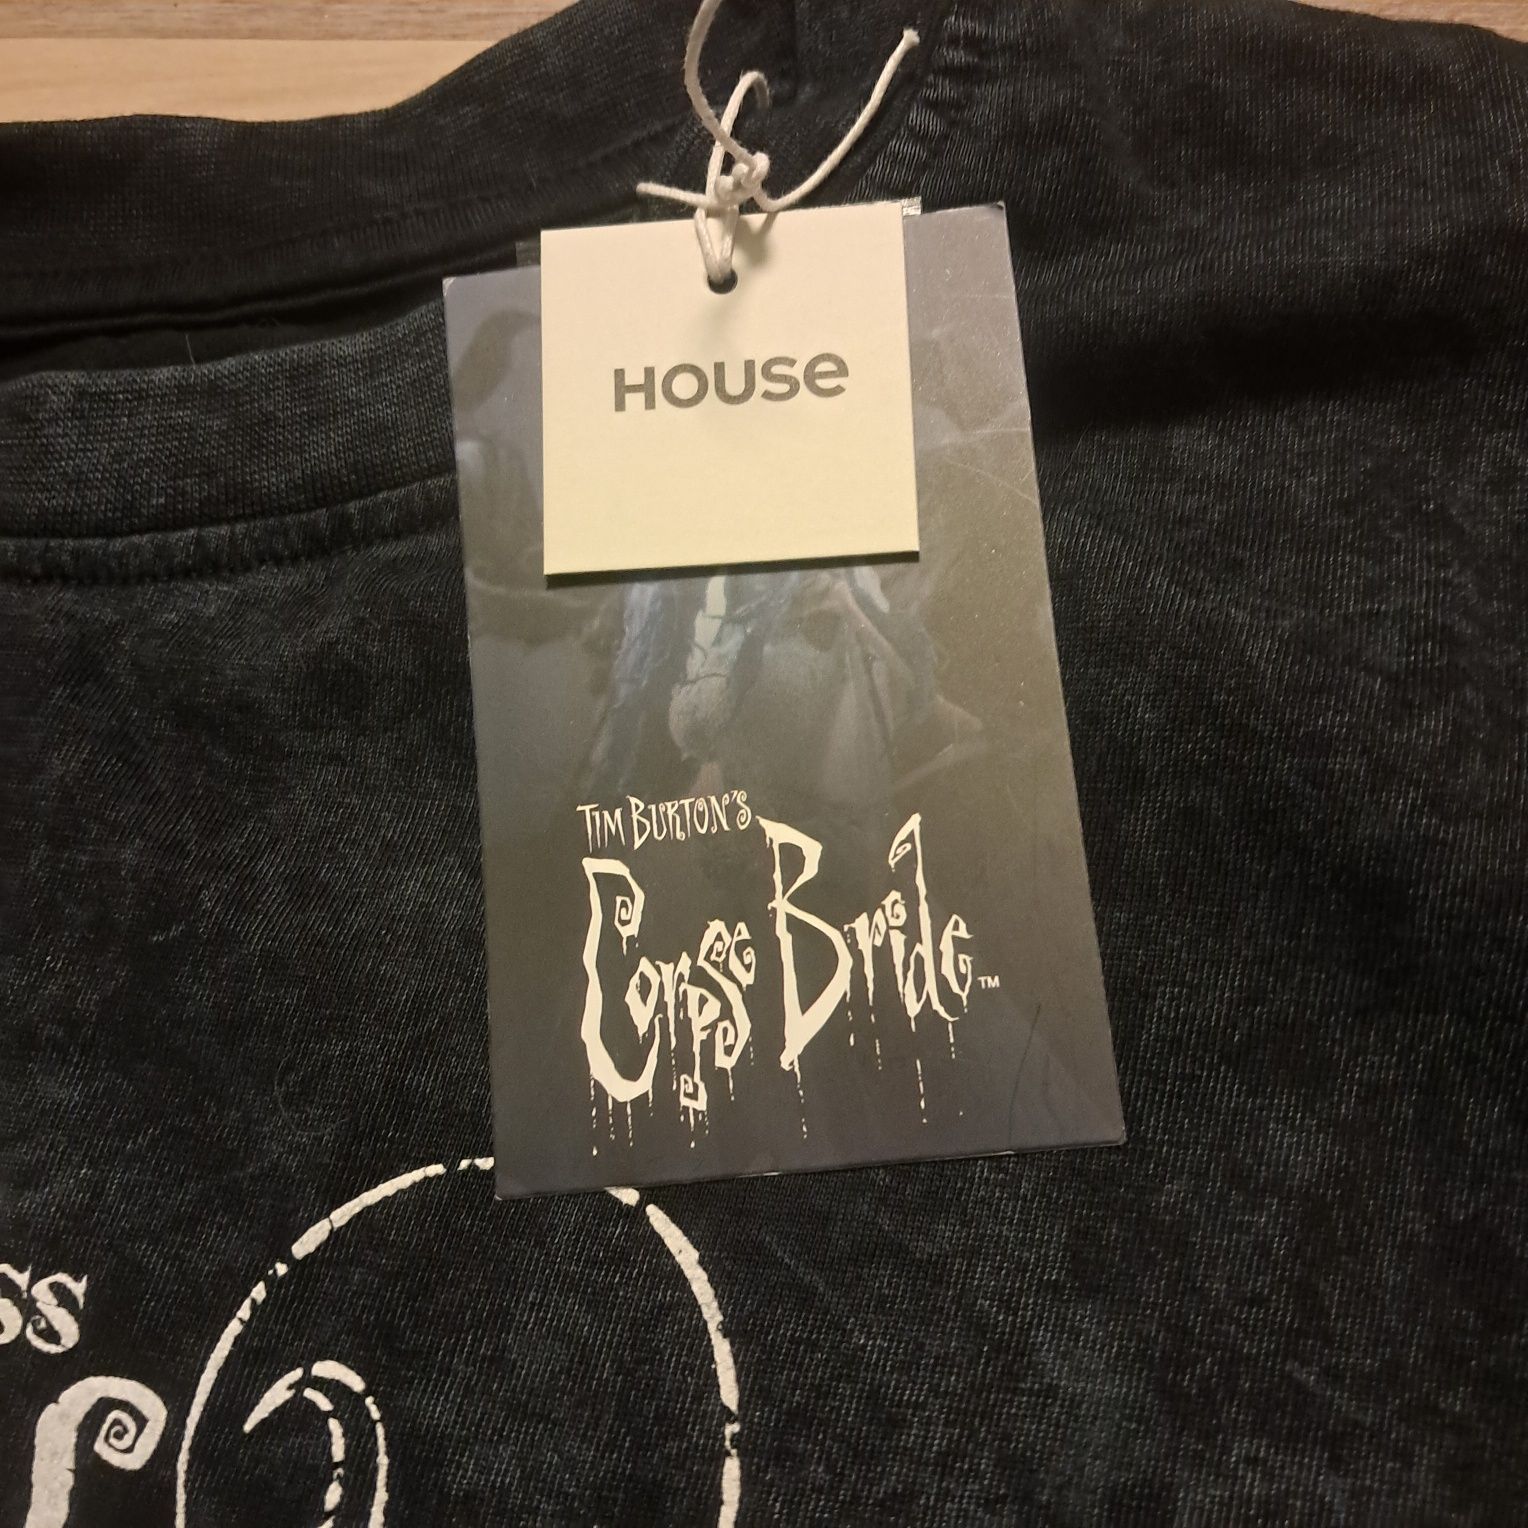 HOUSE
TIM BURTON'S
Corpse Bride™